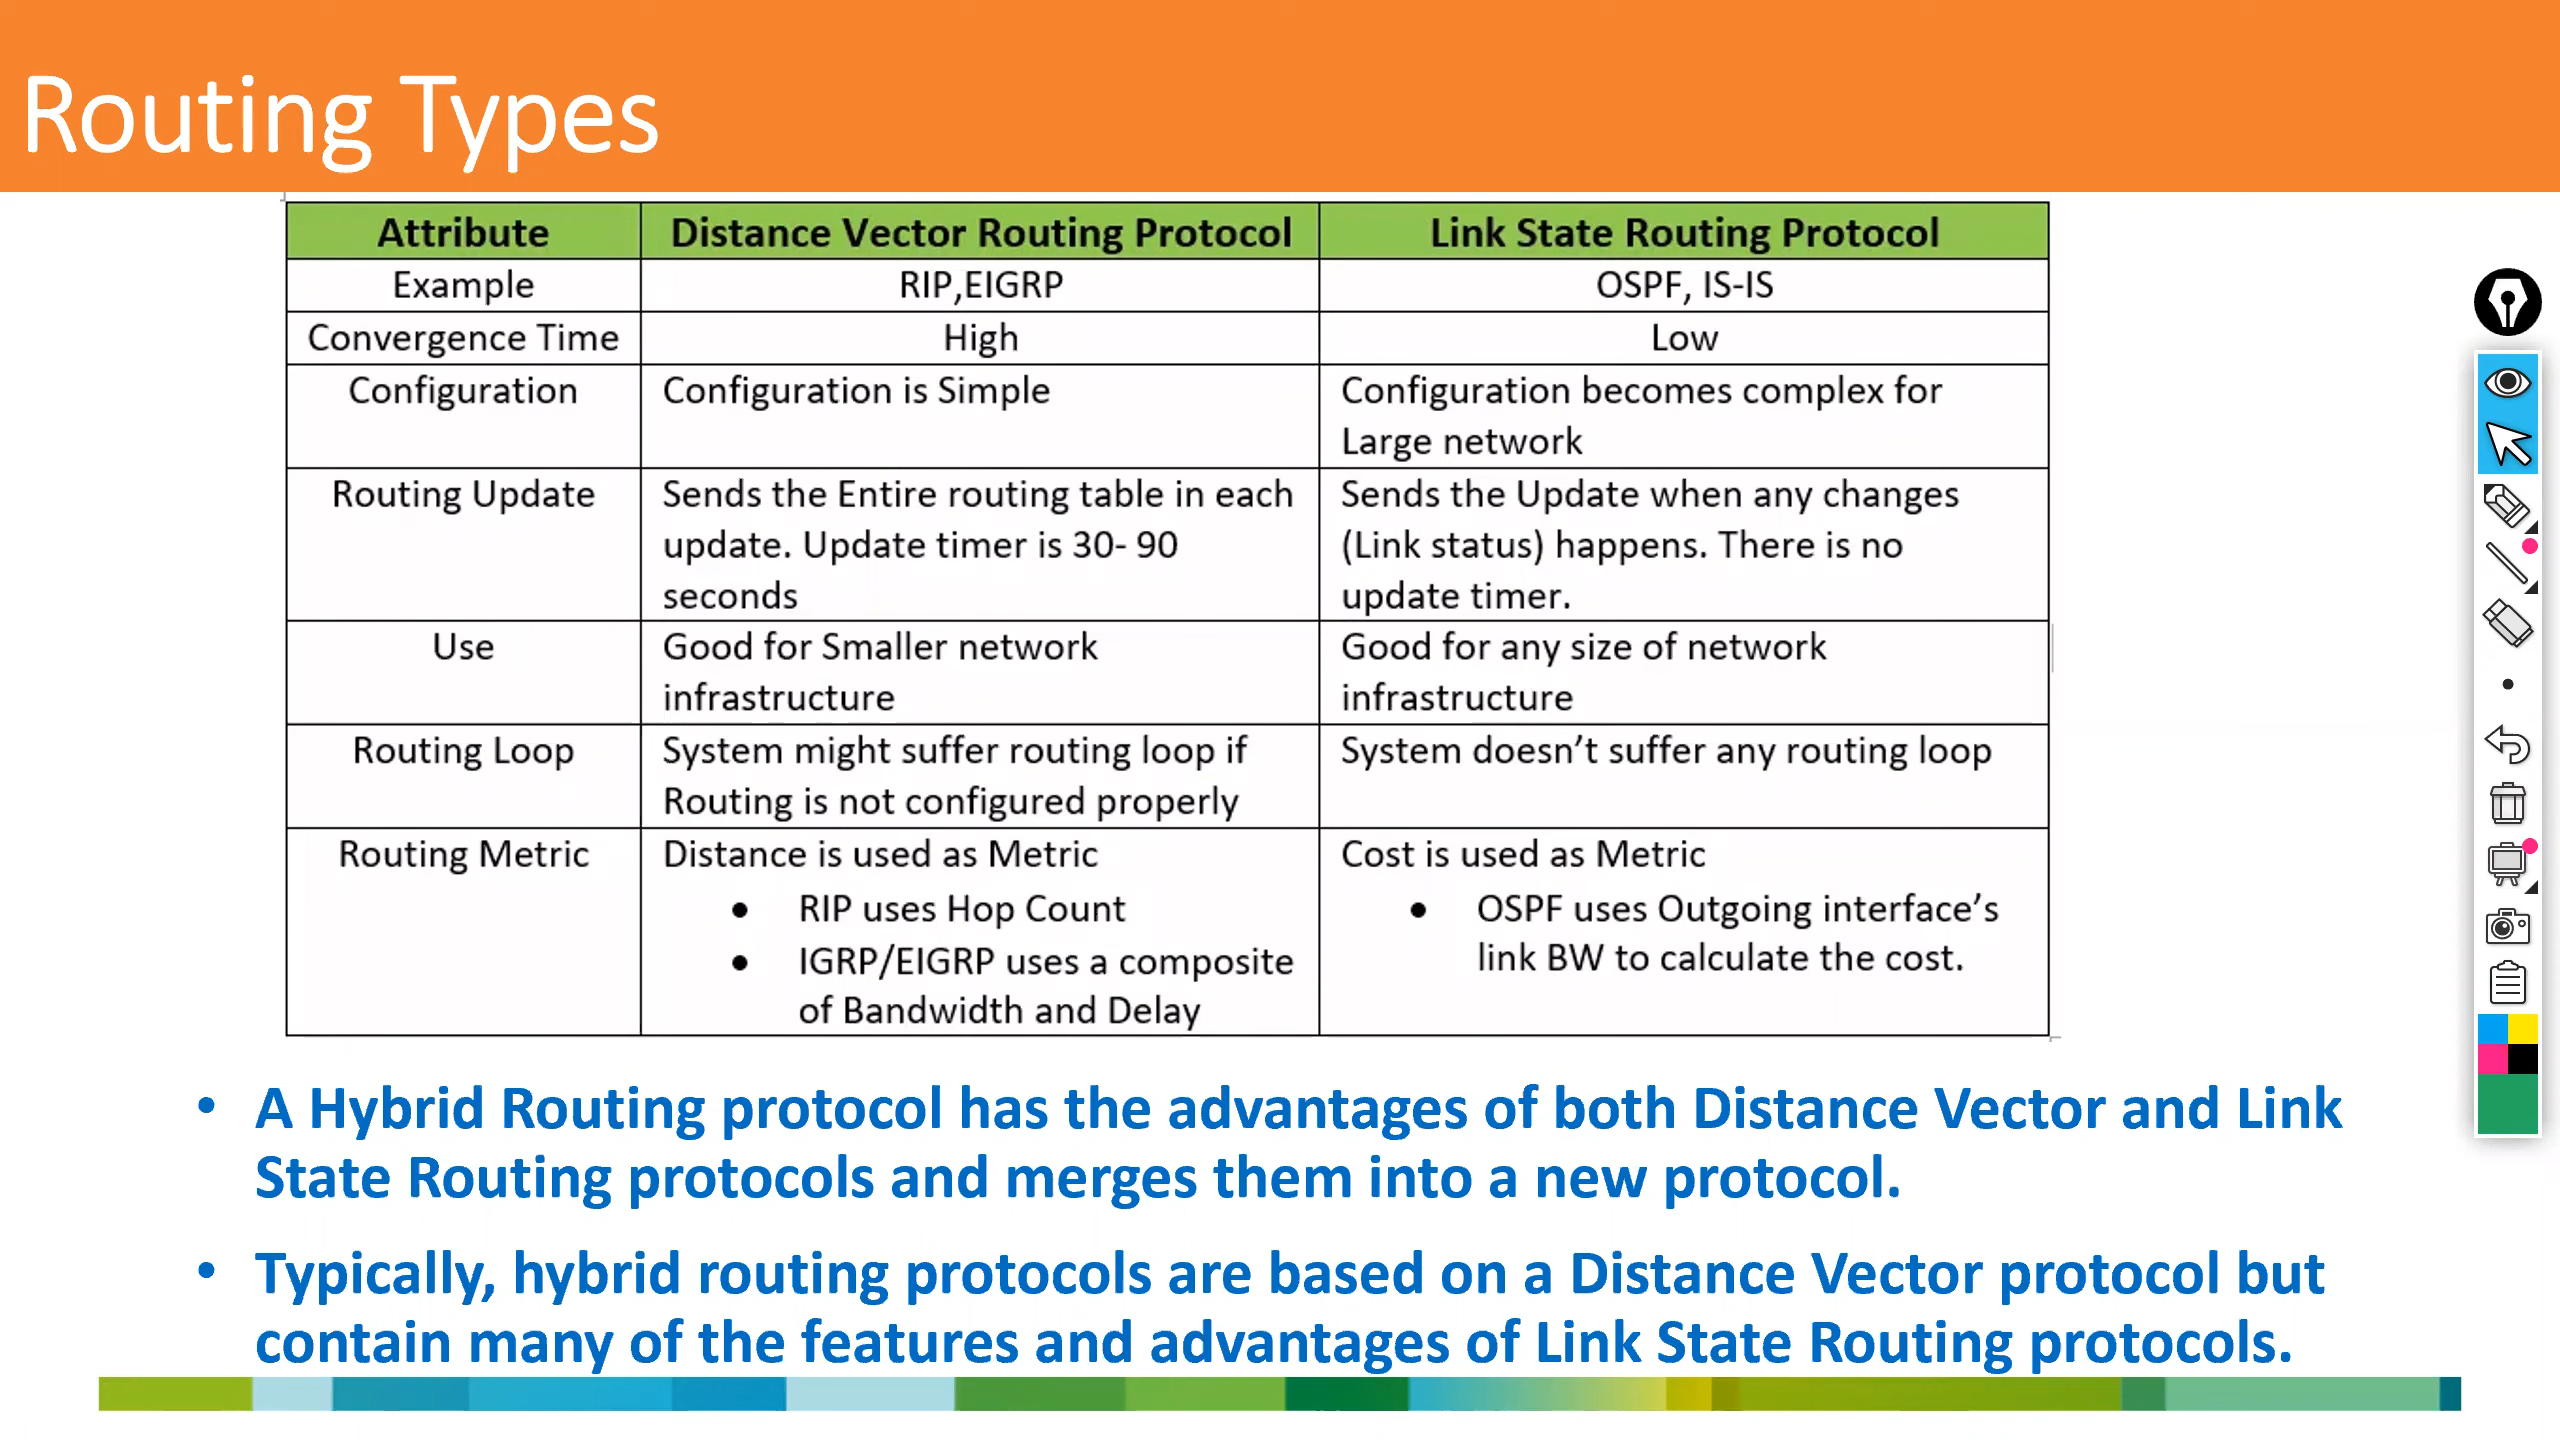 Routing Types
Attribute
Distance Vector Routing Protocol
Link State Routing Protocol
Example
RIP,EIGRP
OSPF, IS-IS
Convergence Time
High
Low
Configuration
Configuration is Simple
Configuration becomes complex for
Large network
Routing Update
Sends the Entire routing table in each
update. Update timer is 30- 90
seconds
Sends the Update when any changes
(Link status) happens. There is no
update timer.
Use
Good for Smaller network
infrastructure
Good for any size of network
infrastructure
Routing Loop
System might suffer routing loop if
Routing is not configured properly
System doesn’t suffer any routing loop
Routing Metric
Distance is used as Metric
• RIP uses Hop Count
• IGRP/EIGRP uses a composite
of Bandwidth and Delay
Cost is used as Metric
• OSPF uses Outgoing interface’s
link BW to calculate the cost.
• A Hybrid Routing protocol has the advantages of both Distance Vector and Link
State Routing protocols and merges them into a new protocol.
• Typically, hybrid routing protocols are based on a Distance Vector protocol but
contain many of the features and advantages of Link State Routing protocols.